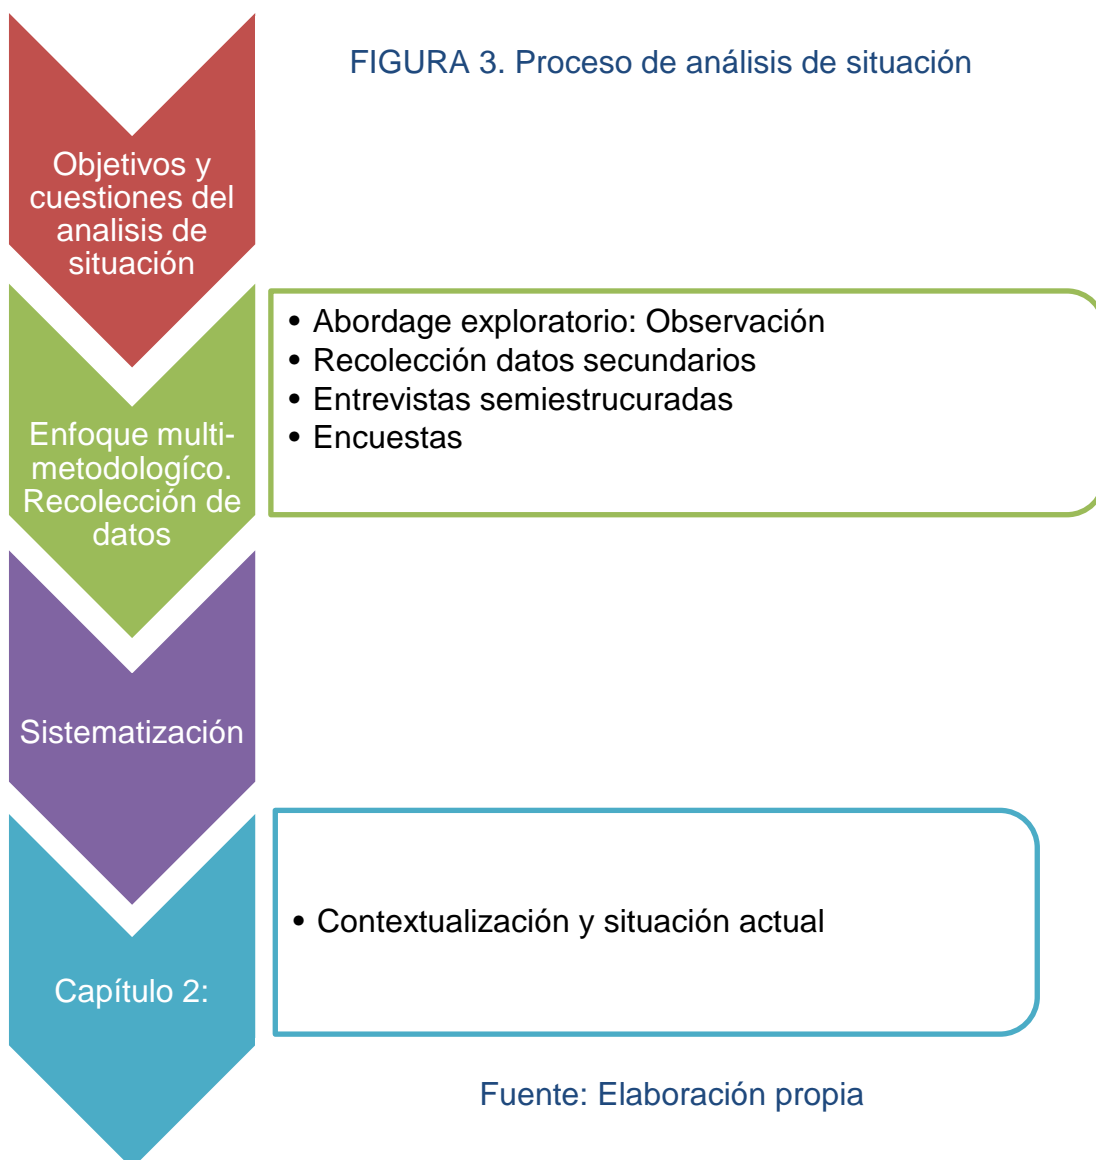 FIGURA 3. Proceso de análisis de situación
Objetivos y
cuestiones del
analisis de
situación
• Abordage exploratorio: Observación
• Recolección datos secundarios
• Entrevistas semiestrucuradas
• Encuestas
Enfoque multi-
metodologíco.
Recolección de
datos
Sistematización
• Contextualización y situación actual
Capítulo 2:
Fuente: Elaboración propia